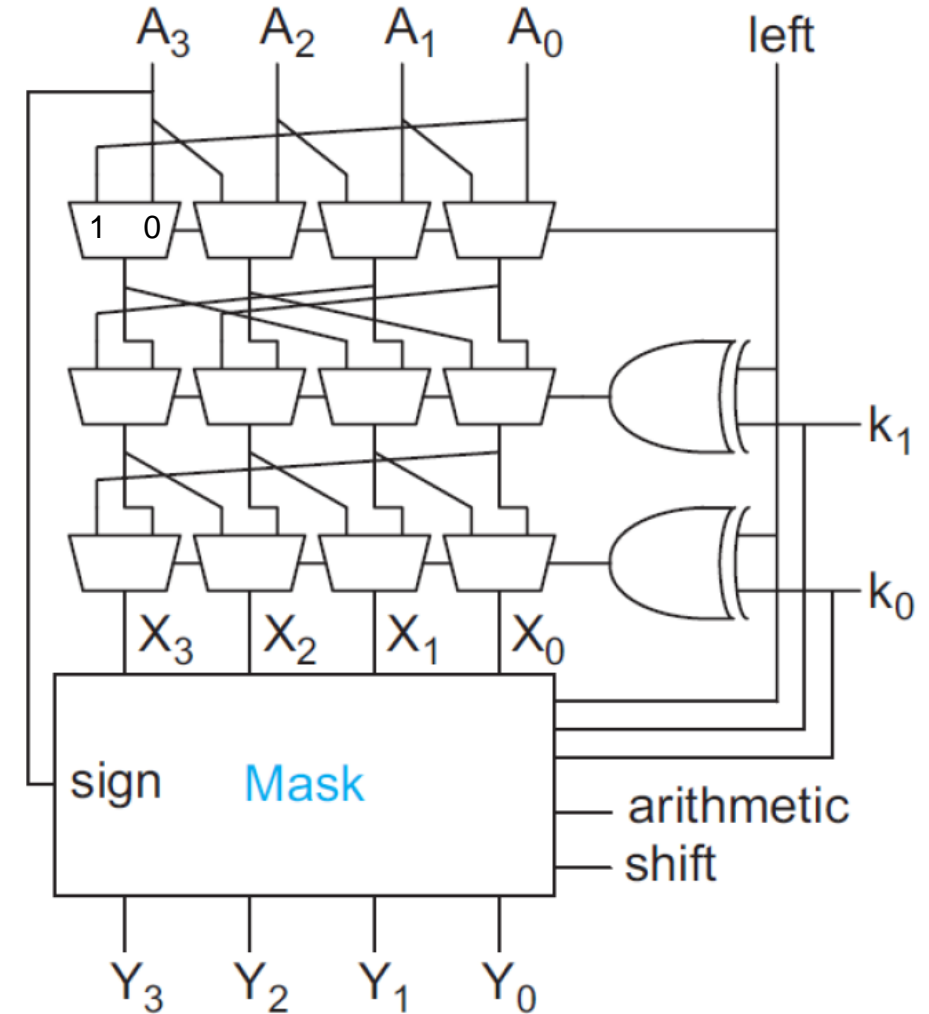 A₃ A₂ A₁ A₀ left
1 0
k₁
k₀
X₃ X₂ X₁ X₀
sign Mask
arithmetic
shift
Y₃ Y₂ Y₁ Y₀